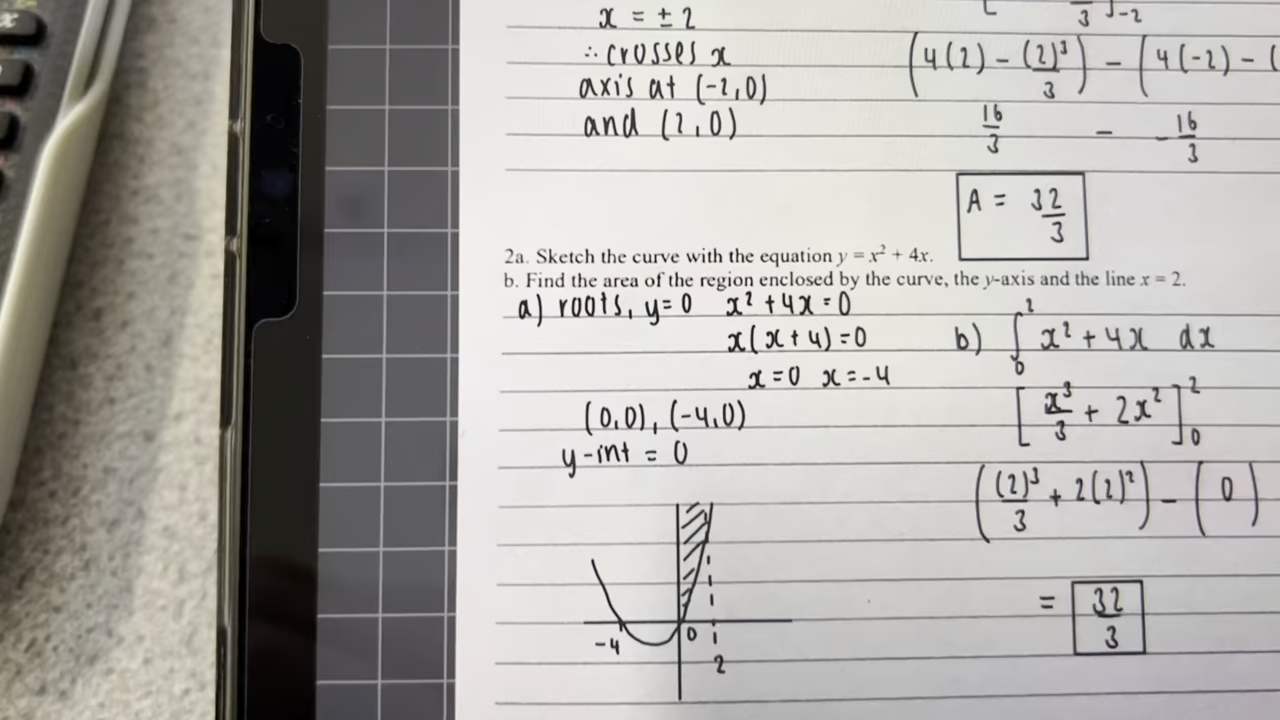 x = ± 2
∴ crosses x
axis at (-2,0)
and (2,0)
3 ]₋₂
(4(2) - (2)³/3) - (4(-2) - (
16/3 - -16/3
A = 32/3
2a. Sketch the curve with the equation y = x² + 4x.
b. Find the area of the region enclosed by the curve, the y-axis and the line x = 2.
a) roots, y=0 x² + 4x = 0
x(x+4)=0
x=0 x=-4
(0,0), (-4,0)
y-int = 0
-4 0
2
b) ∫₀² x² + 4x dx
[x³/3 + 2x²]₀²
((2)³/3 + 2(2)²) - (0)
= 32/3